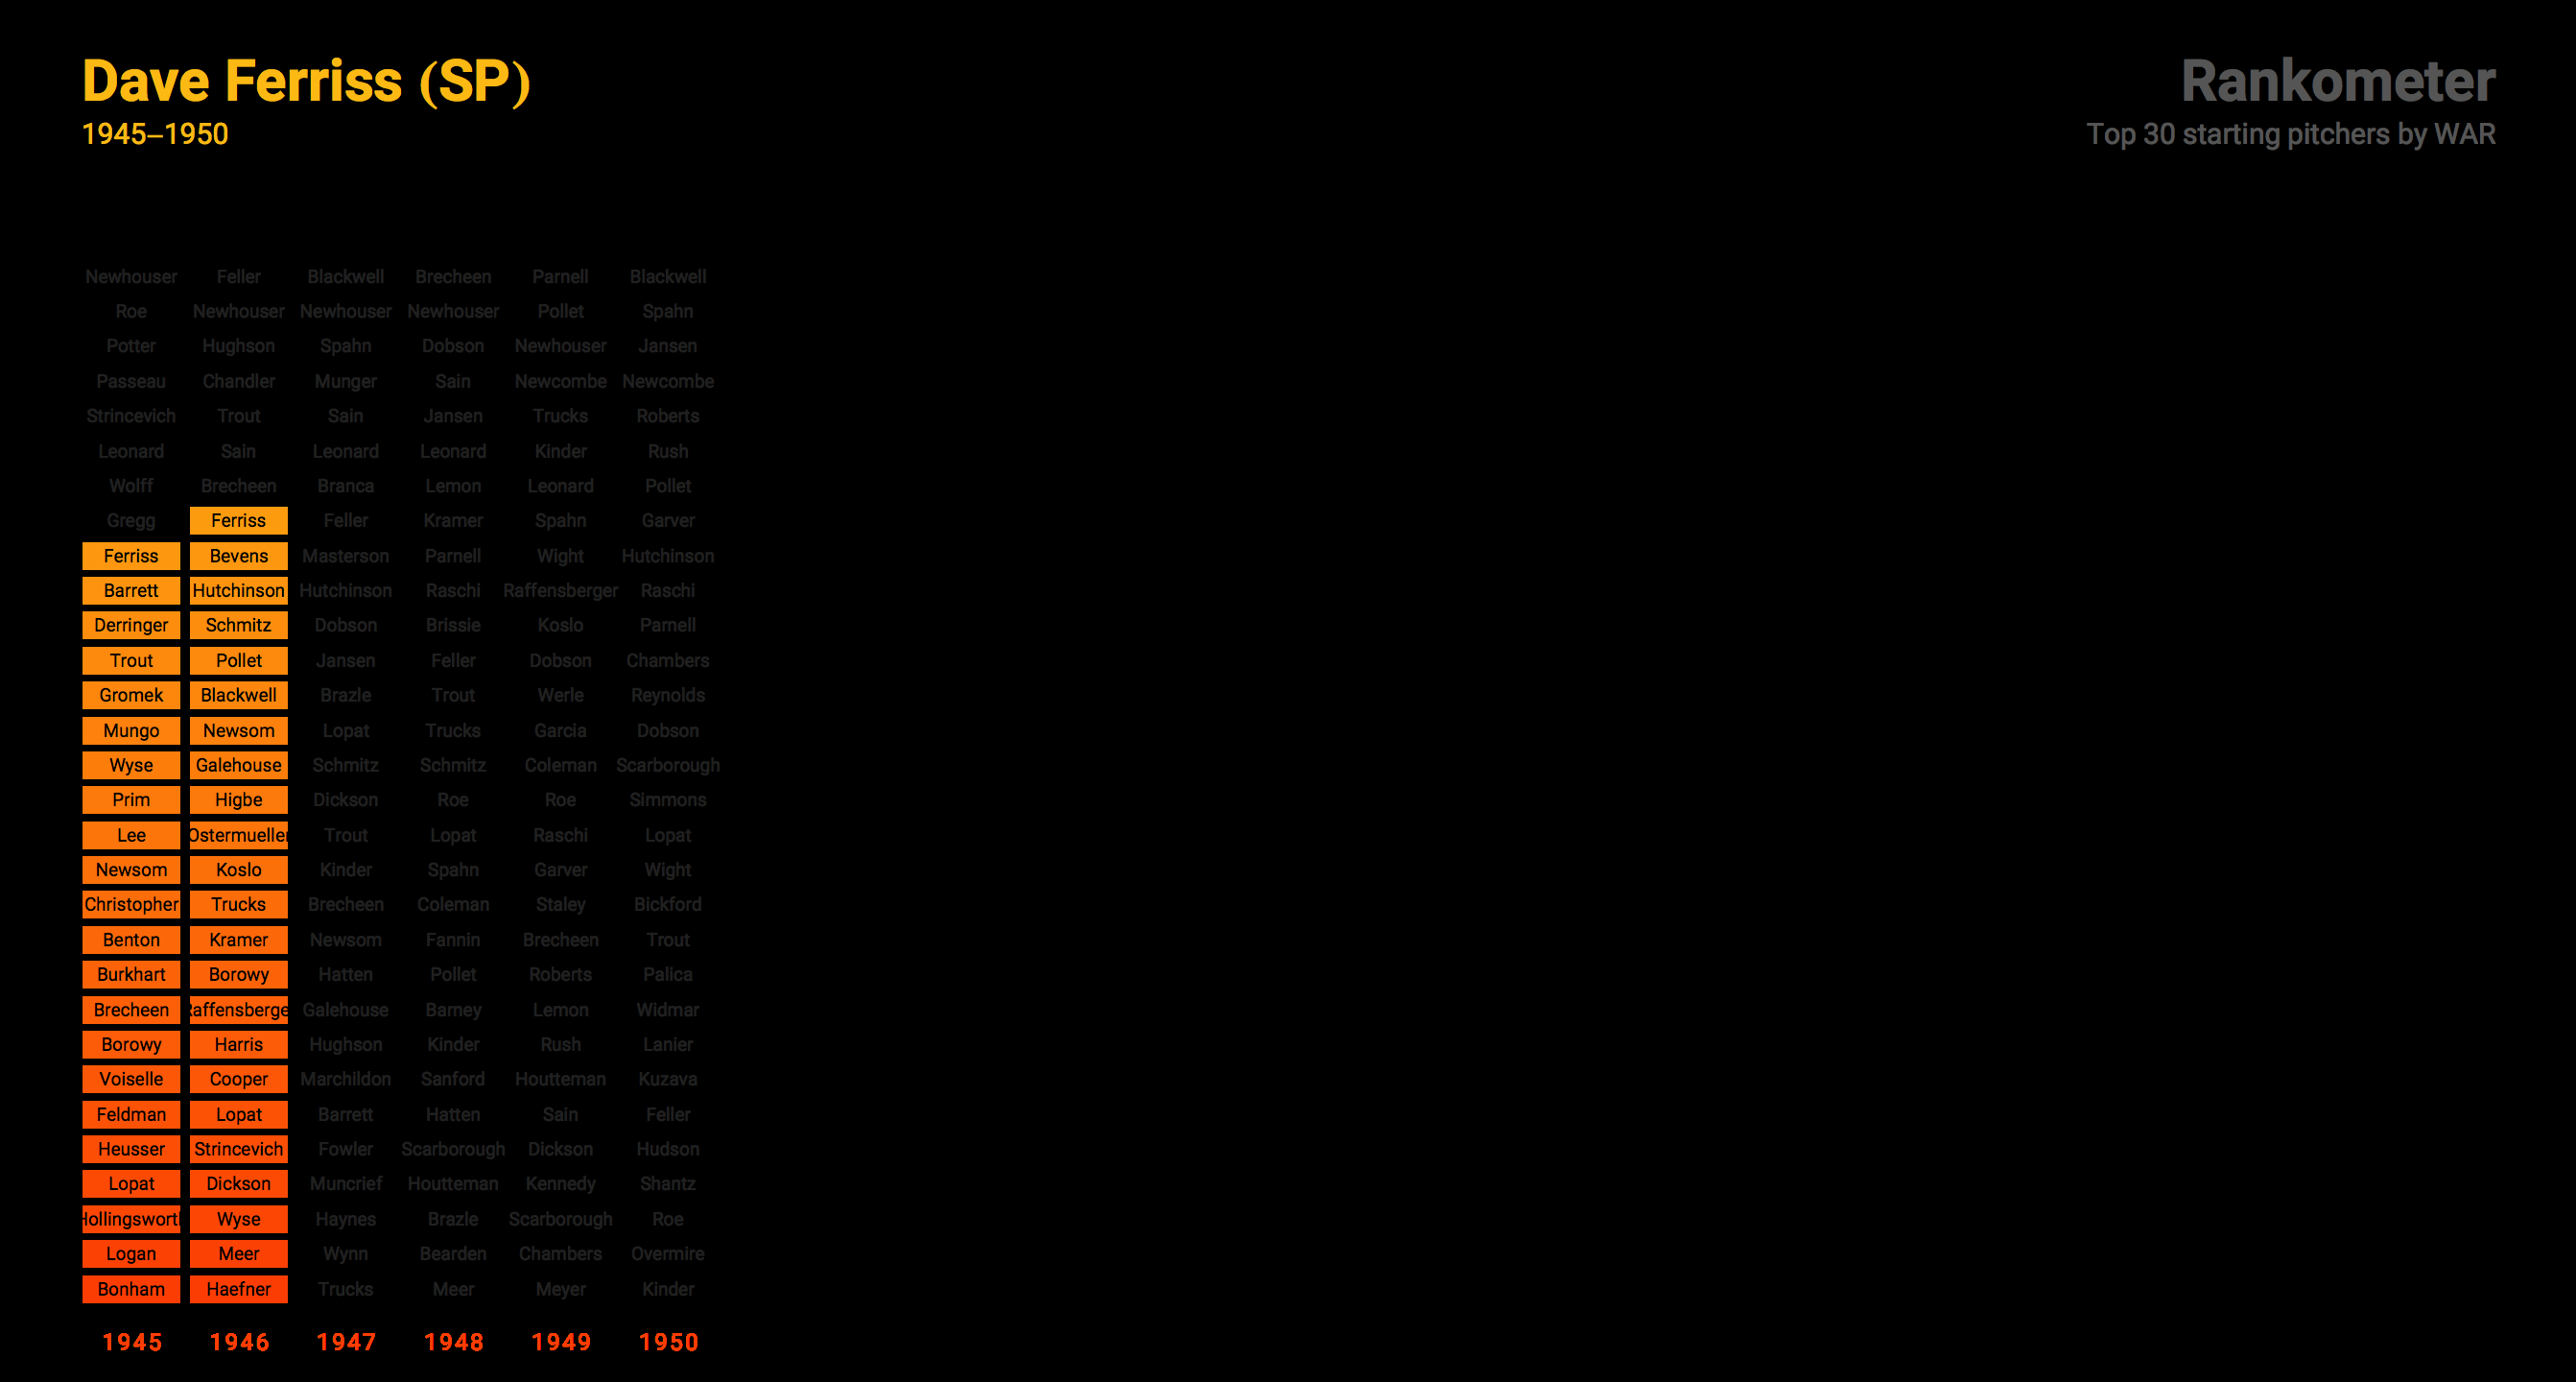 Dave Ferriss (SP)
1945–1950
Rankometer
Top 30 starting pitchers by WAR
Newhouser Feller Blackwell Brecheen Parnell Blackwell
Roe Newhouser Newhouser Newhouser Pollet Spahn
Potter Hughson Spahn Dobson Newhouser Jansen
Passeau Chandler Munger Sain Newcombe Newcombe
Strincevich Trout Sain Jansen Trucks Roberts
Leonard Sain Leonard Leonard Kinder Rush
Wolff Brecheen Branca Lemon Leonard Pollet
Gregg Ferriss Feller Kramer Spahn Garver
Ferriss Bevens Masterson Parnell Wight Hutchinson
Barrett Hutchinson Hutchinson Raschi Raffensberger Raschi
Derringer Schmitz Dobson Brissie Koslo Parnell
Trout Pollet Jansen Feller Dobson Chambers
Gromek Blackwell Brazle Trout Werle Reynolds
Mungo Newsom Lopat Trucks Garcia Dobson
Wyse Galehouse Schmitz Schmitz Coleman Scarborough
Prim Higbe Dickson Roe Roe Simmons
Lee Ostermueller Trout Lopat Raschi Lopat
Newsom Koslo Kinder Spahn Garver Wight
Christopher Trucks Brecheen Coleman Staley Bickford
Benton Kramer Newsom Fannin Brecheen Trout
Burkhart Borowy Hatten Pollet Roberts Palica
Brecheen Raffensberge Galehouse Barney Lemon Widmar
Borowy Harris Hughson Kinder Rush Lanier
Voiselle Cooper Marchildon Sanford Houtteman Kuzava
Feldman Lopat Barrett Hatten Sain Feller
Heusser Strincevich Fowler Scarborough Dickson Hudson
Lopat Dickson Muncrief Houtteman Kennedy Shantz
Hollingsworth Wyse Haynes Brazle Scarborough Roe
Logan Meer Wynn Bearden Chambers Overmire
Bonham Haefner Trucks Meer Meyer Kinder
1945 1946 1947 1948 1949 1950